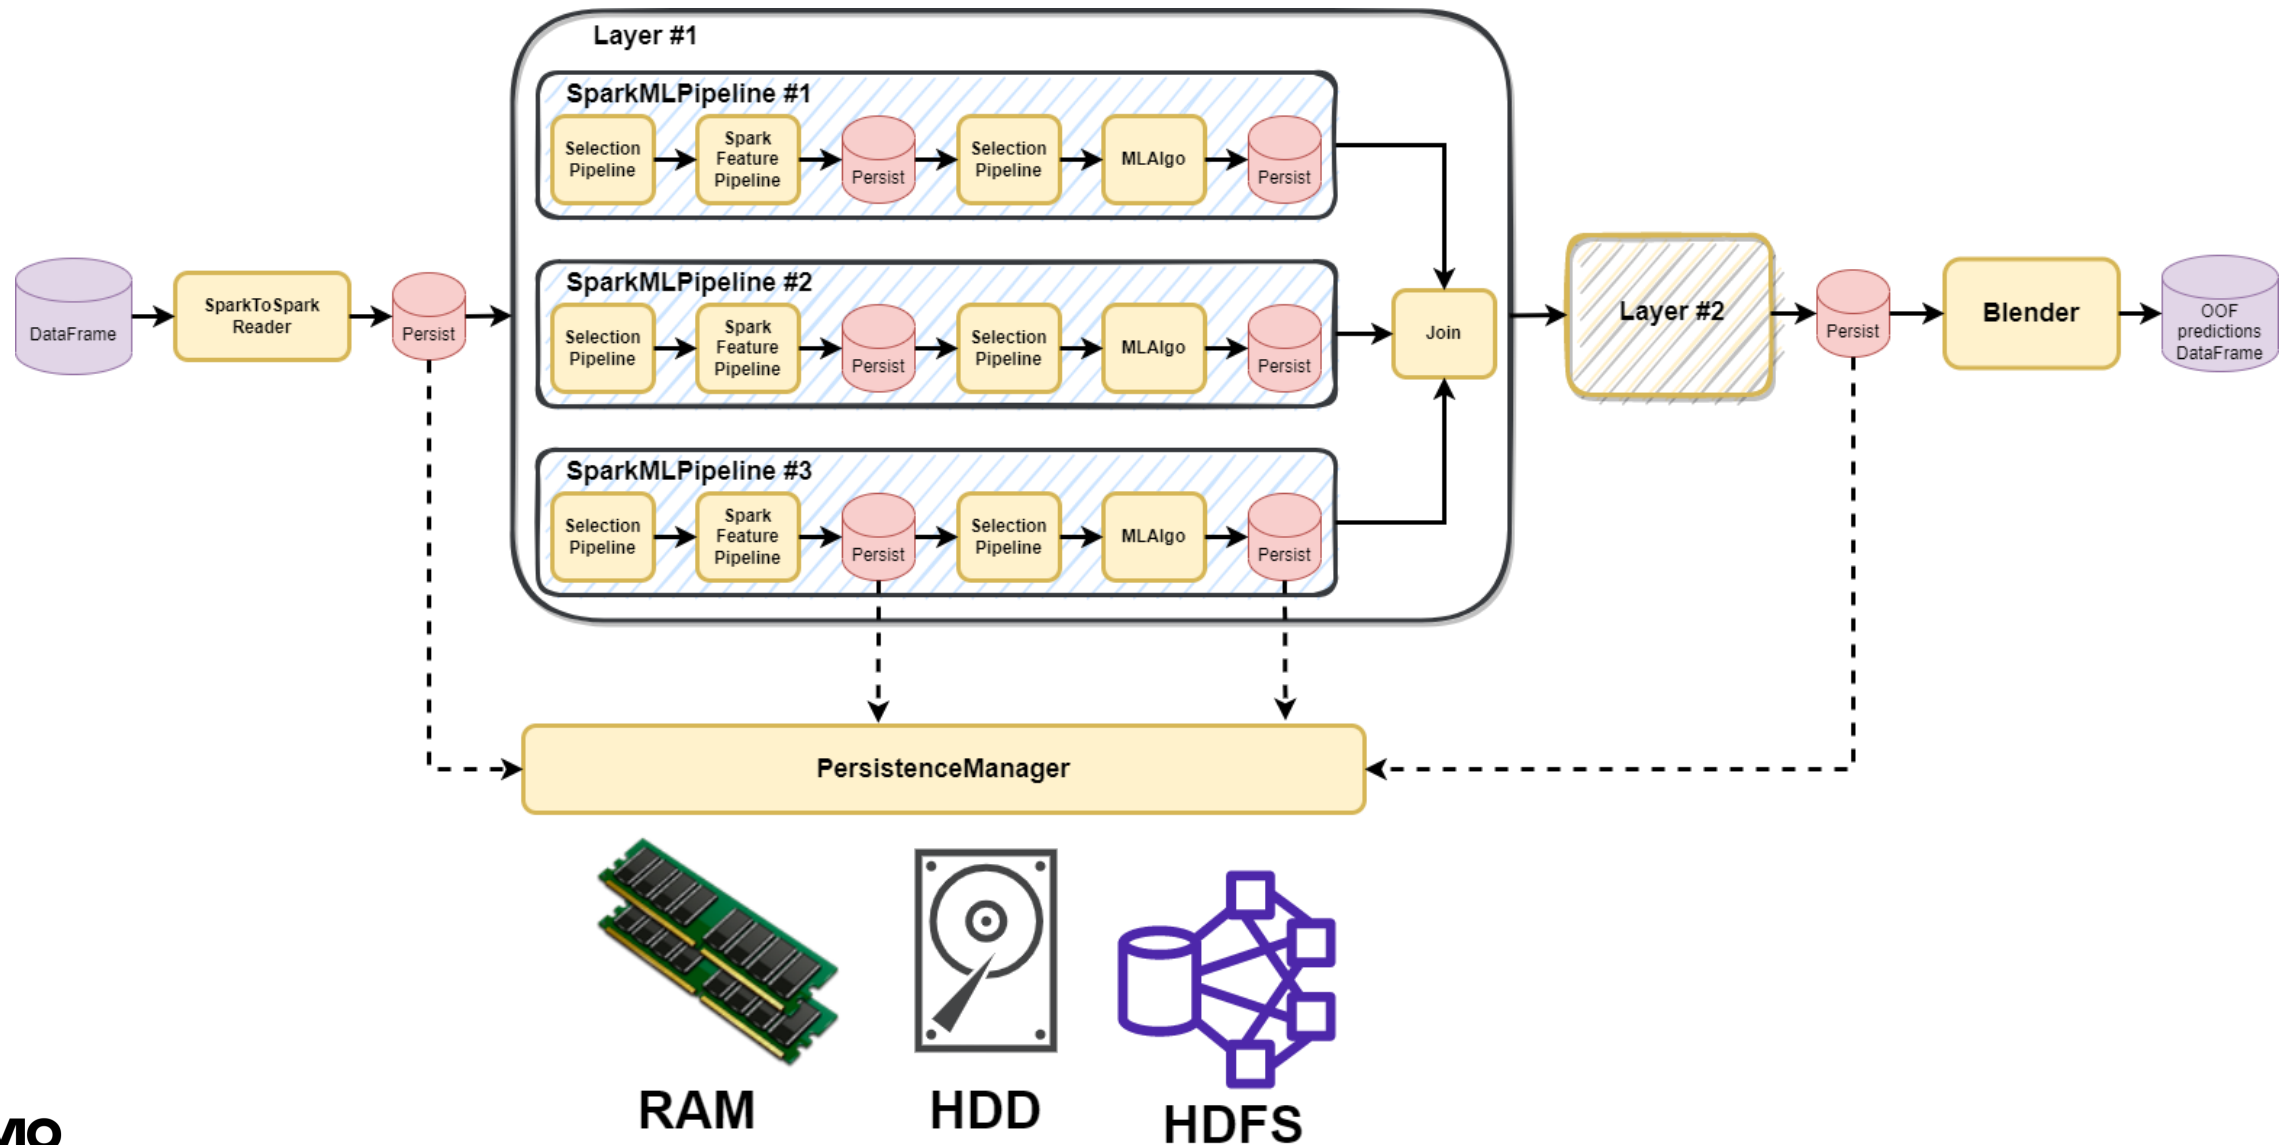 Layer #1
SparkMLPipeline #1
Selection
Pipeline
Spark
Feature
Pipeline
Persist
Selection
Pipeline
MLAlgo
Persist
SparkMLPipeline #2
Selection
Pipeline
Spark
Feature
Pipeline
Persist
Selection
Pipeline
MLAlgo
Persist
SparkMLPipeline #3
Selection
Pipeline
Spark
Feature
Pipeline
Persist
Selection
Pipeline
MLAlgo
Persist
DataFrame
SparkToSpark
Reader
Persist
Join
Layer #2
Persist
Blender
OOF
predictions
DataFrame
PersistenceManager
RAM
HDD
HDFS